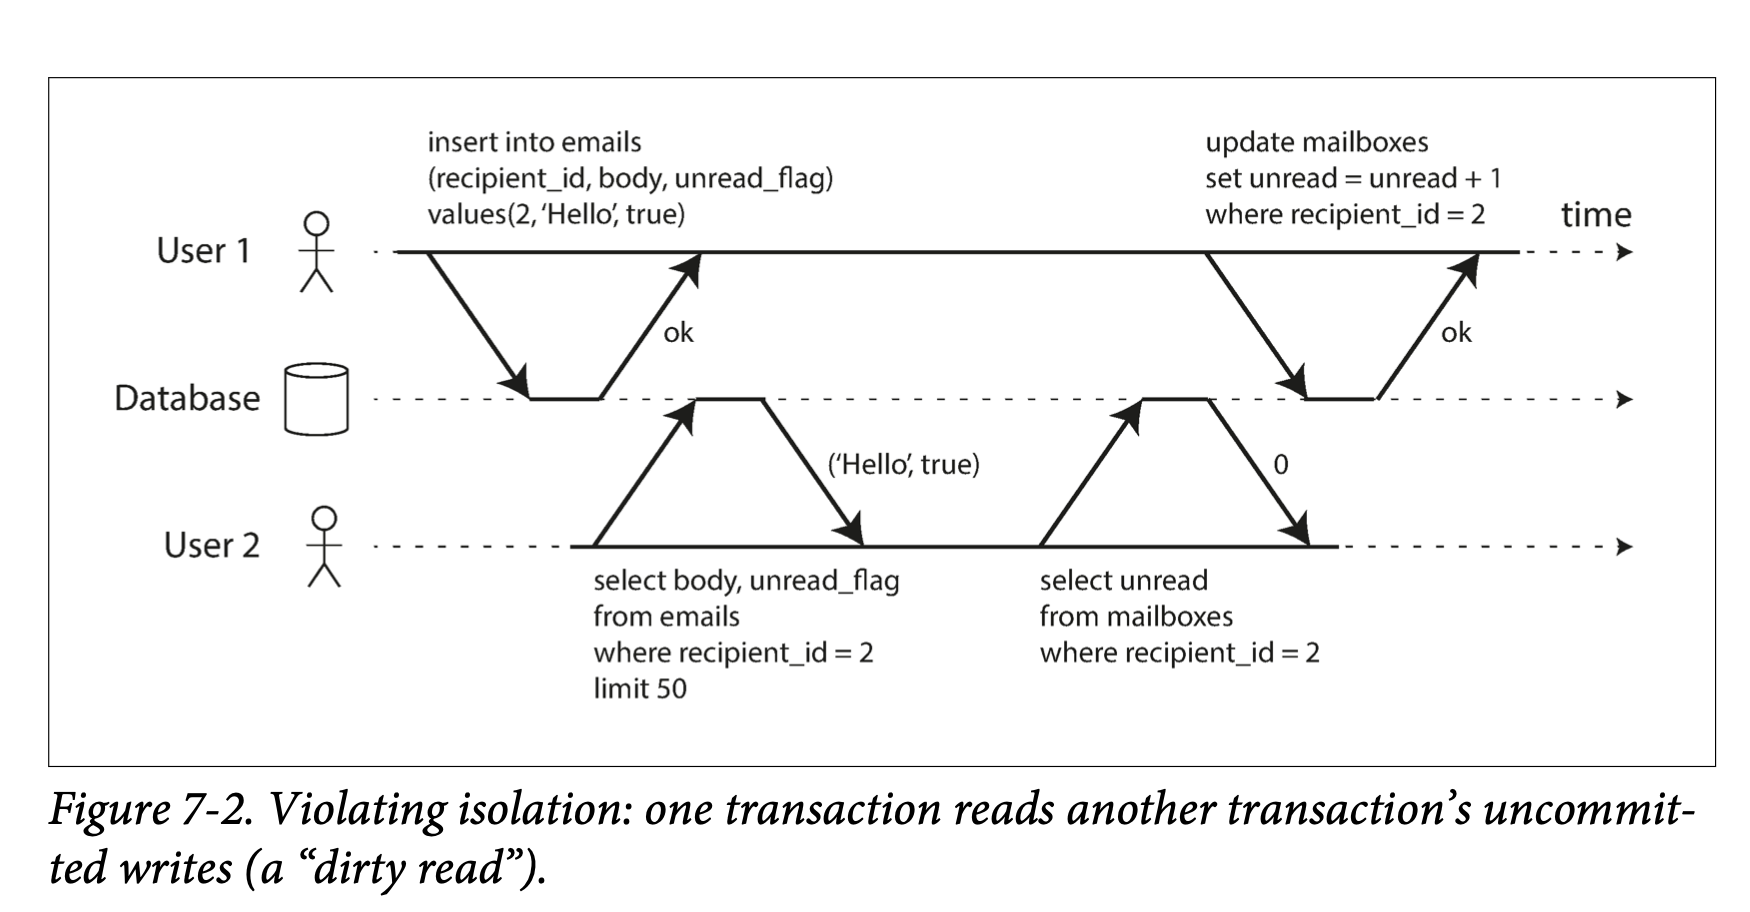 insert into emails
(recipient_id, body, unread_flag)
values(2, ‘Hello’, true)
update mailboxes
set unread = unread + 1
where recipient_id = 2
time
User 1
ok
ok
Database
(‘Hello’, true)
0
User 2
select body, unread_flag
from emails
where recipient_id = 2
limit 50
select unread
from mailboxes
where recipient_id = 2
Figure 7-2. Violating isolation: one transaction reads another transaction’s uncommit-
ted writes (a “dirty read”).